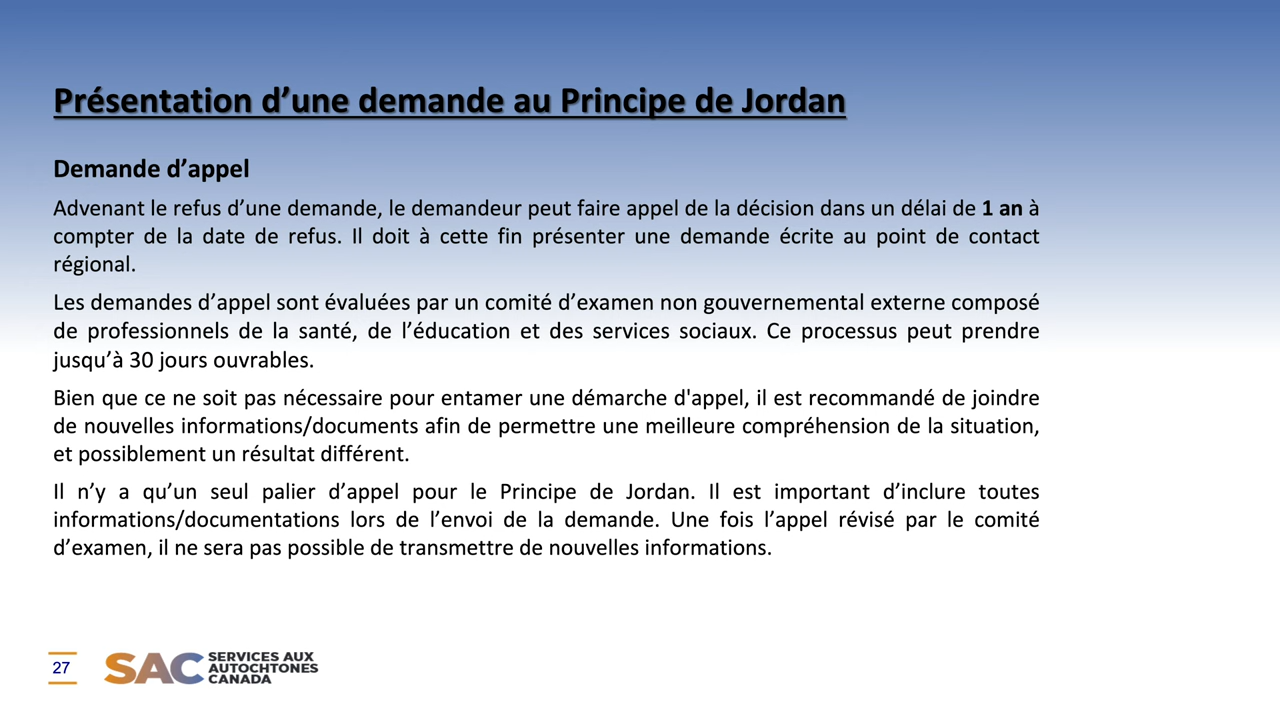 Présentation d’une demande au Principe de Jordan
Demande d’appel
Advenant le refus d’une demande, le demandeur peut faire appel de la décision dans un délai de 1 an à
compter de la date de refus. Il doit à cette fin présenter une demande écrite au point de contact
régional.
Les demandes d’appel sont évaluées par un comité d’examen non gouvernemental externe composé
de professionnels de la santé, de l’éducation et des services sociaux. Ce processus peut prendre
jusqu’à 30 jours ouvrables.
Bien que ce ne soit pas nécessaire pour entamer une démarche d'appel, il est recommandé de joindre
de nouvelles informations/documents afin de permettre une meilleure compréhension de la situation,
et possiblement un résultat différent.
Il n’y a qu’un seul palier d’appel pour le Principe de Jordan. Il est important d’inclure toutes
informations/documentations lors de l’envoi de la demande. Une fois l’appel révisé par le comité
d’examen, il ne sera pas possible de transmettre de nouvelles informations.
27
SAC
SERVICES AUX
AUTOCHTONES
CANADA